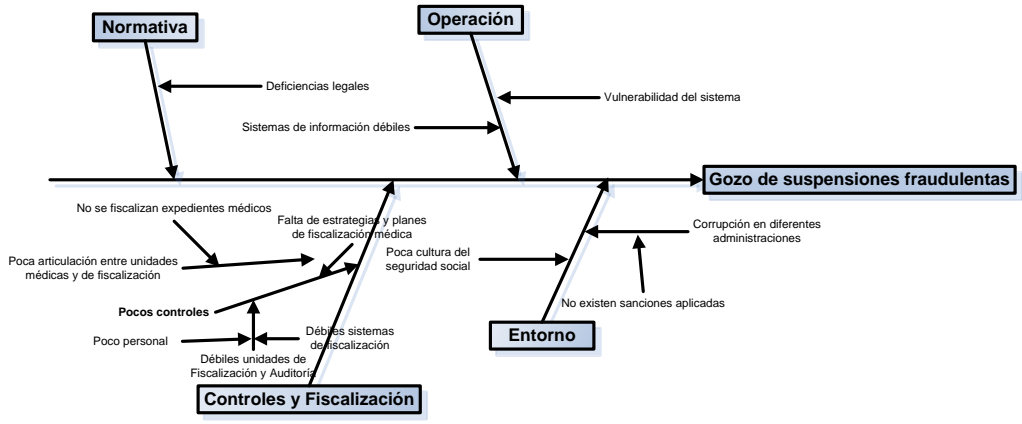 Normativa
Operación
Deficiencias legales
Vulnerabilidad del sistema
Sistemas de información débiles
Gozo de suspensiones fraudulentas
No se fiscalizan expedientes médicos
Falta de estrategias y planes
de fiscalización médica
Corrupción en diferentes
administraciones
Poca articulación entre unidades
médicas y de fiscalización
Poca cultura del
seguridad social
No existen sanciones aplicadas
Pocos controles
Poco personal
Débiles sistemas
de fiscalización
Débiles unidades de
Fiscalización y Auditoría
Entorno
Controles y Fiscalización